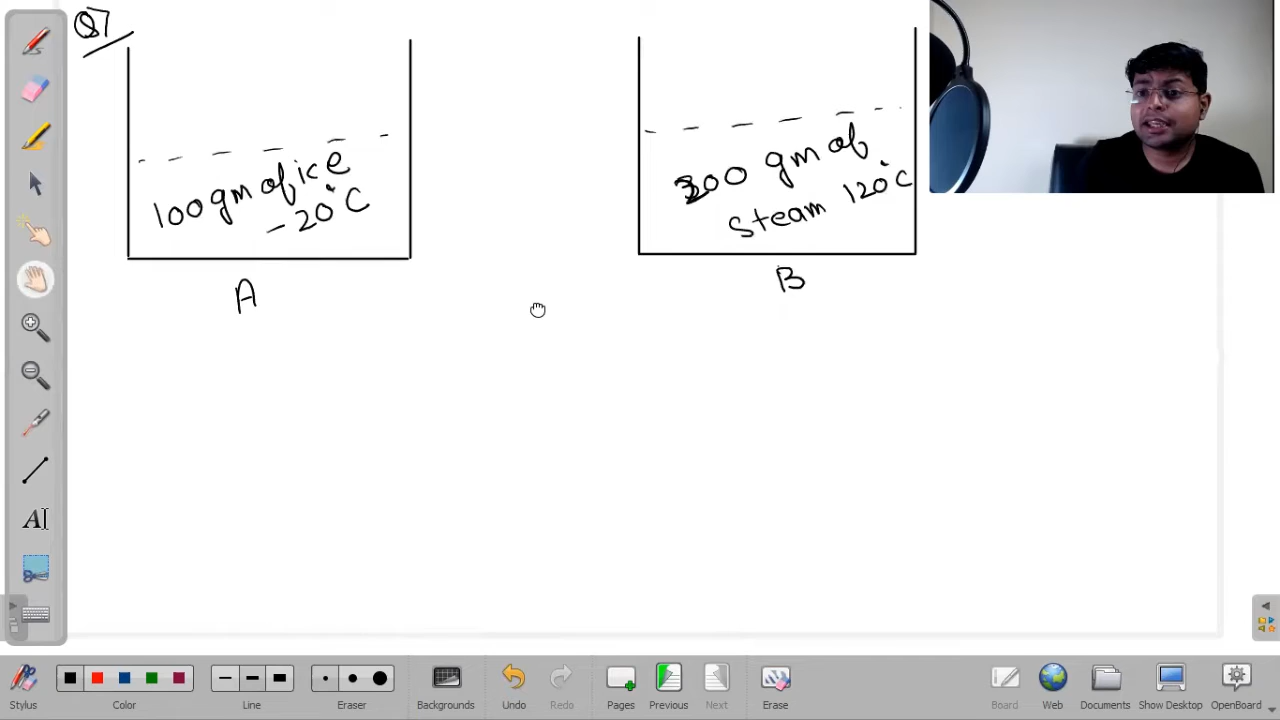 Q7
100 gm of ice
-20°C
A
300 gm of
Steam 120°C
B
AI
Stylus
Color
Line
Eraser
Backgrounds
Undo
Redo
Pages
Previous
Next
Erase
Board
Web
Documents
Show Desktop
OpenBoard